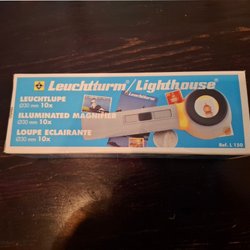 Leuchtturm/Lighthouse®
LEUCHTLUPE
Ø30 mm 10x
ILLUMINATED MAGNIFIER
Ø30 mm 10x
LOUPE ECLAIRANTE
Ø30 mm 10x
Ref. L 150